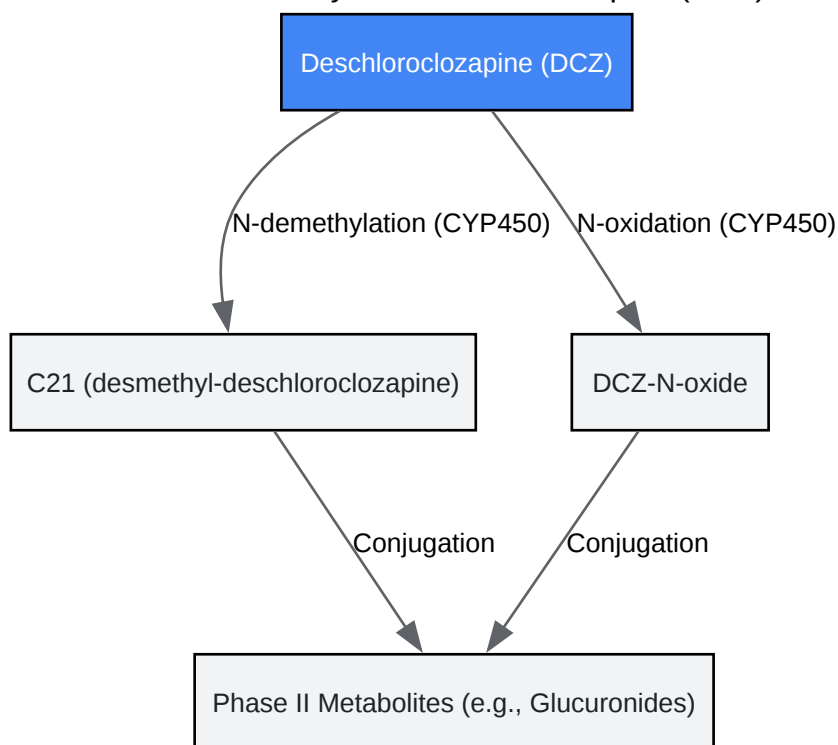 Deschloroclozapine (DCZ)
N-demethylation (CYP450)
N-oxidation (CYP450)
C21 (desmethyl-deschloroclozapine)
DCZ-N-oxide
Conjugation
Conjugation
Phase II Metabolites (e.g., Glucuronides)